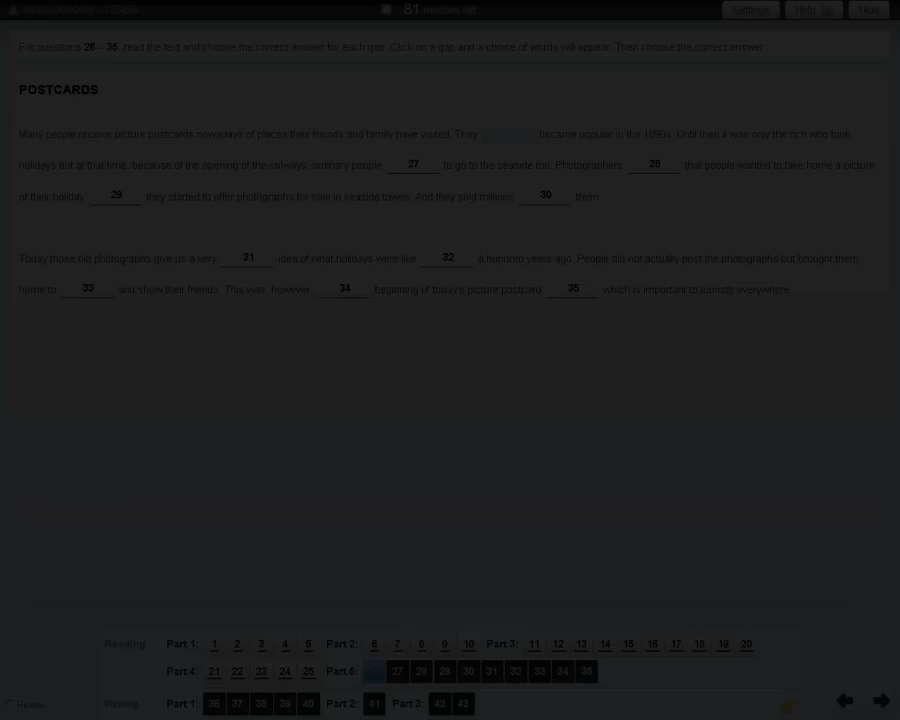 81 minutes left
Settings Help Hide
For questions 26 - 35, read the text and choose the correct answer for each gap. Click on a gap and a choice of words will appear. Then choose the correct answer.
POSTCARDS
Many people receive picture postcards nowadays of places their friends and family have visited. They became popular in the 1890s. Until then it was only the rich who took
holidays but at that time, because of the opening of the railways, ordinary people 27 to go to the seaside too. Photographers 28 that people wanted to take home a picture
of their holiday 29 they started to offer photographs for sale in seaside towns. And they sold millions 30 them.
Today those old photographs give us a very 31 idea of what holidays were like 32 a hundred years ago. People did not actually post the photographs but brought them
home to 33 and show their friends. This was, however, 34 beginning of today's picture postcard 35 which is important to tourists everywhere.
Reading Part 1: 1 2 3 4 5 Part 2: 6 7 8 9 10 Part 3: 11 12 13 14 15 16 17 18 19 20
Part 4: 21 22 23 24 25 Part 5: 27 28 29 30 31 32 33 34 35
Review Writing Part 1: 36 37 38 39 40 Part 2: 41 Part 3: 42 43